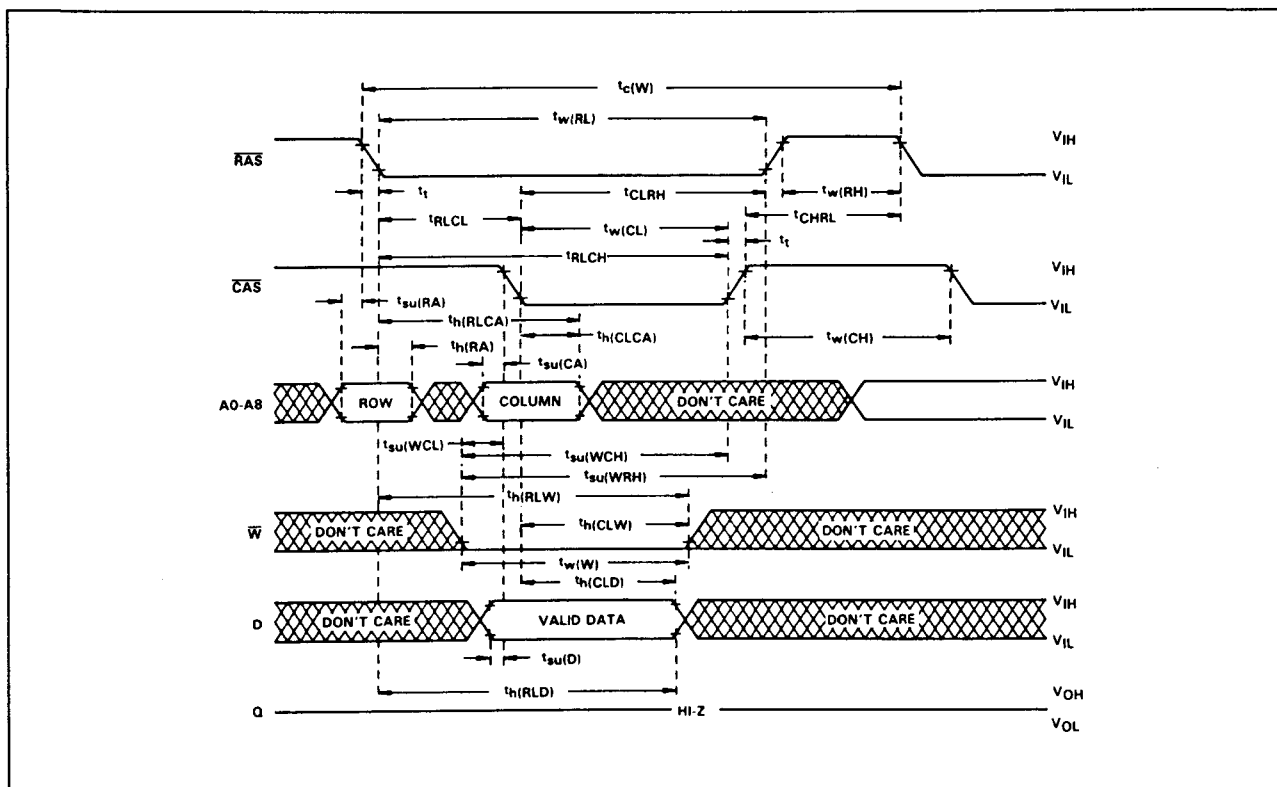 tc(W)
tw(RL)
RAS
VIH
VIL
tt
tCLRH
tw(RH)
tRLCL
tCHRL
tw(CL)
tt
tRLCH
CAS
VIH
VIL
tsu(RA)
th(RLCA)
th(CLCA)
tw(CH)
th(RA)
tsu(CA)
A0-A8
ROW
COLUMN
DON'T CARE
VIH
VIL
tsu(WCL)
tsu(WCH)
tsu(WRH)
th(RLW)
th(CLW)
W
DON'T CARE
DON'T CARE
VIH
VIL
tw(W)
th(CLD)
D
DON'T CARE
VALID DATA
DON'T CARE
VIH
VIL
tsu(D)
th(RLD)
Q
HI-Z
VOH
VOL